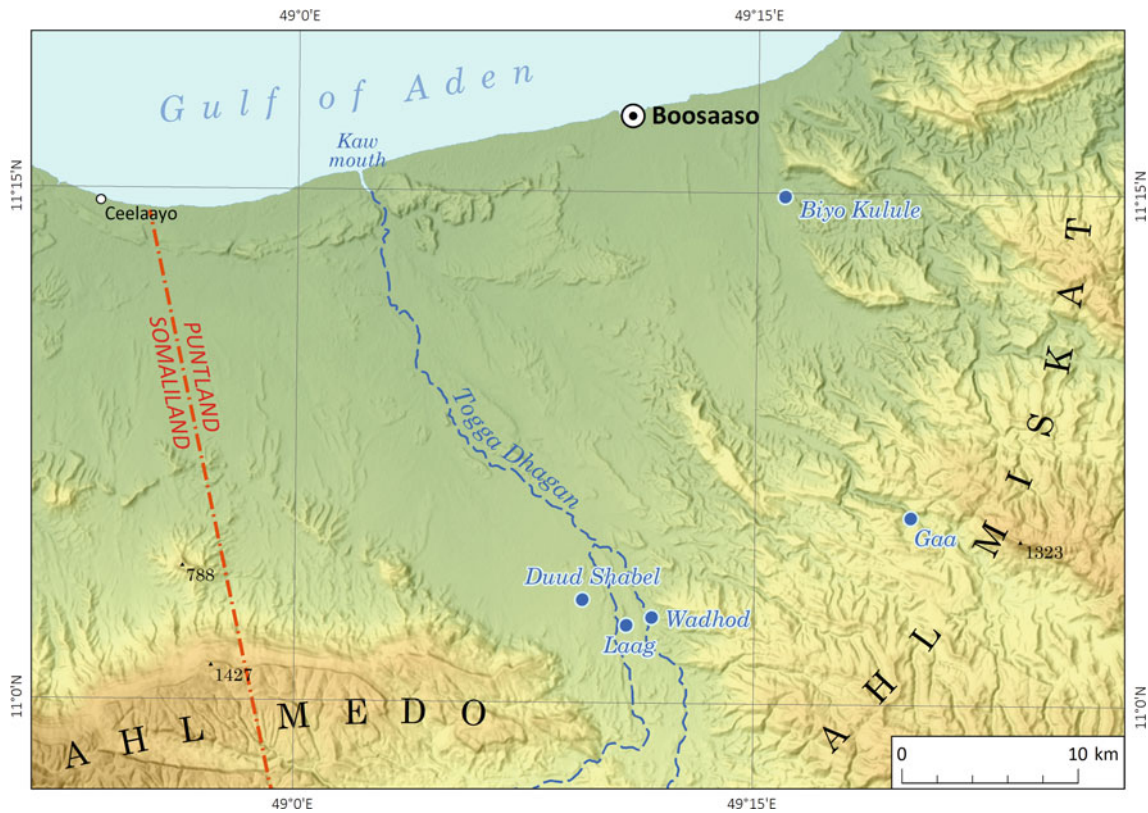 49°0'E
49°15'E
Gulf of Aden
Boosaaso
Kaw
mouth
11°15'N
11°15'N
Ceelaayo
Biyo Kulule
PUNTLAND
SOMALILAND
Togga Dhagan
AHL MISKAT
Gaa
1323
788
Duud Shabel
Wadhod
Laag
1427
AHL MEDO
11°0'N
11°0'N
0
10 km
49°0'E
49°15'E